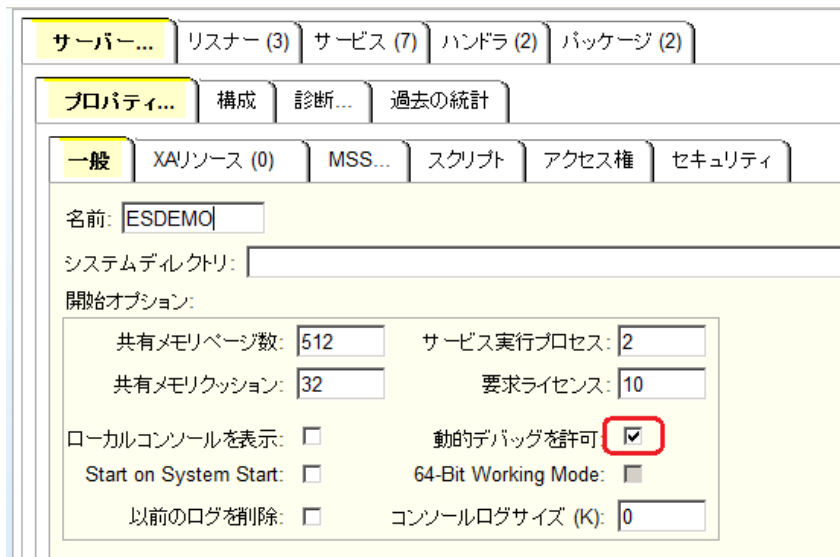 サーバー... リスナー (3) サービス (7) ハンドラ (2) パッケージ (2)
プロパティ... 構成 診断... 過去の統計
一般 XAリソース (0) MSS... スクリプト アクセス権 セキュリティ
名前: ESDEMO
システムディレクトリ:
開始オプション:
共有メモリページ数: 512 サービス実行プロセス: 2
共有メモリクッション: 32 要求ライセンス: 10
ローカルコンソールを表示: 動的デバッグを許可:
Start on System Start: 64-Bit Working Mode:
以前のログを削除: コンソールログサイズ (K): 0